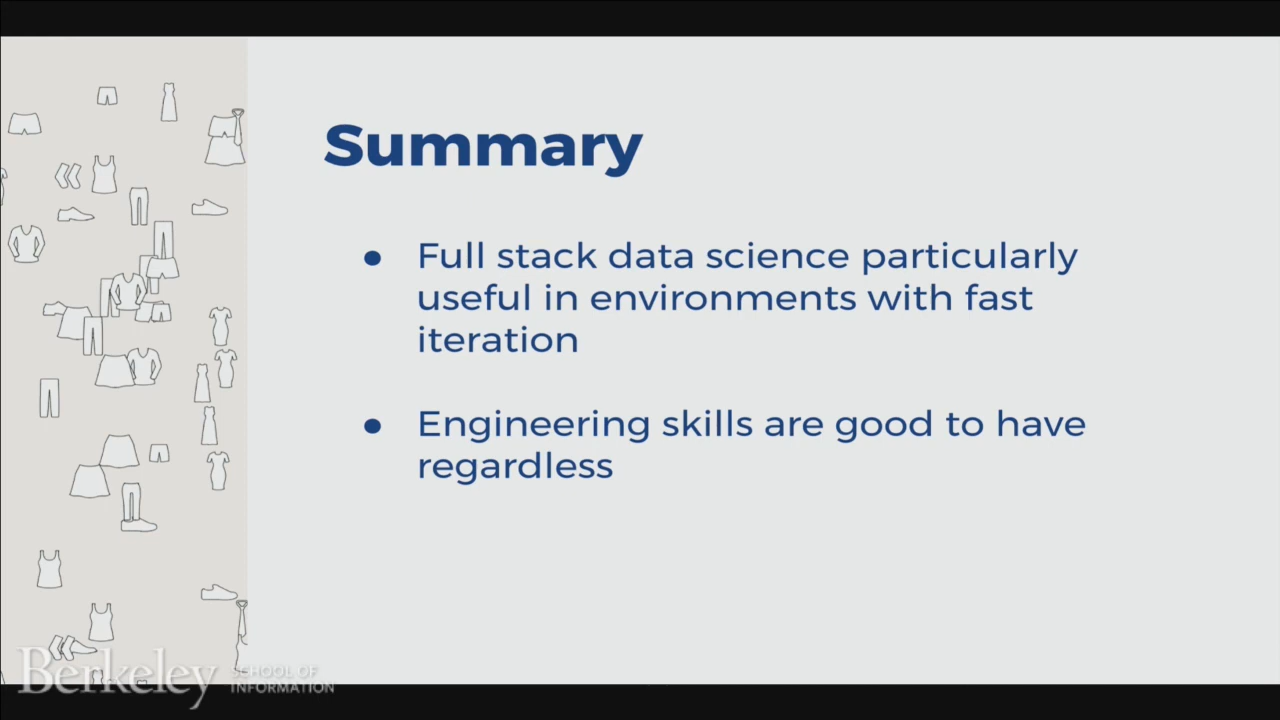 Summary
● Full stack data science particularly
useful in environments with fast
iteration
● Engineering skills are good to have
regardless
Berkeley SCHOOL OF
INFORMATION